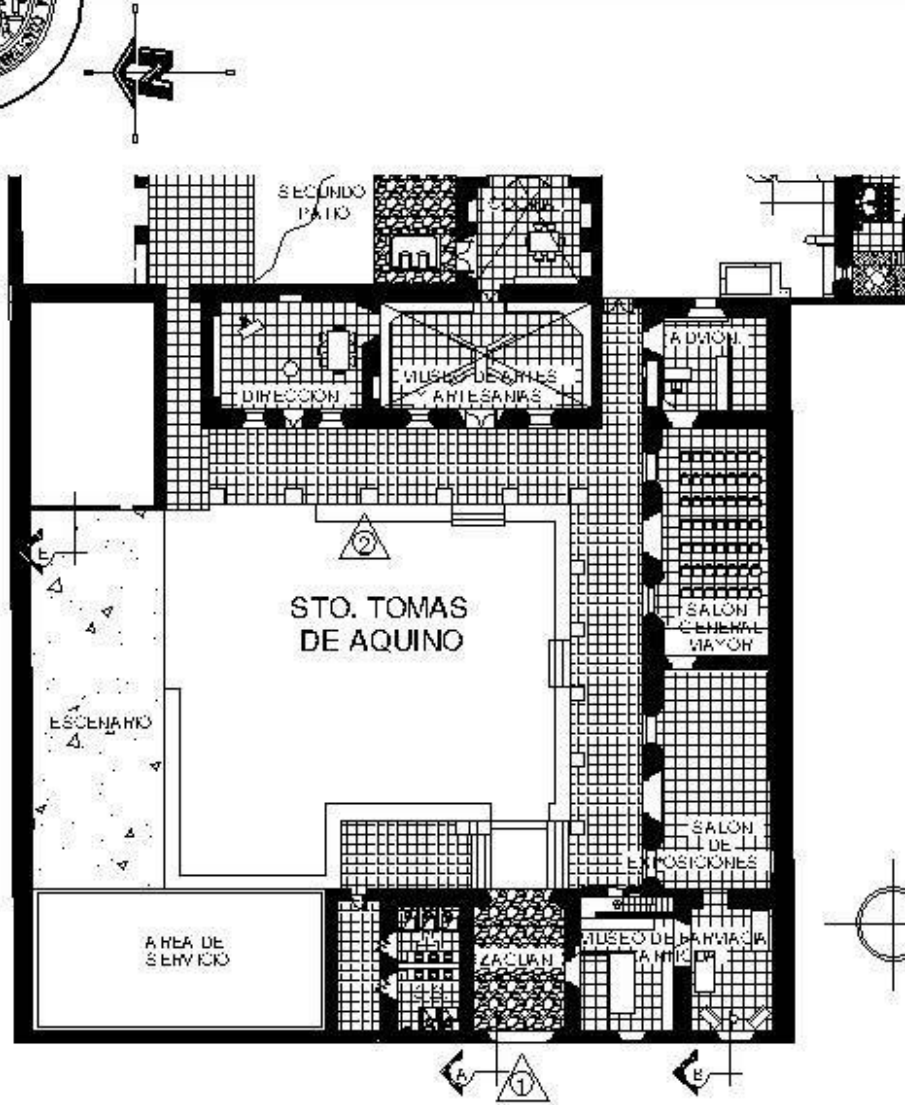 N
SEGUNDO
PATIO
COCINA
ADMON.
MUSEO DE ARTES
ARTESANIAS
DIRECCION
E
2
STO. TOMAS
DE AQUINO
SALON
GENERAL
MAYOR
ESCENARIO
SALON
DE
EXPOSICIONES
AREA DE
SERVICIO
ZAGUAN
MUSEO DE FARMACIA
ANTIGUA
S.S.
A
1
B